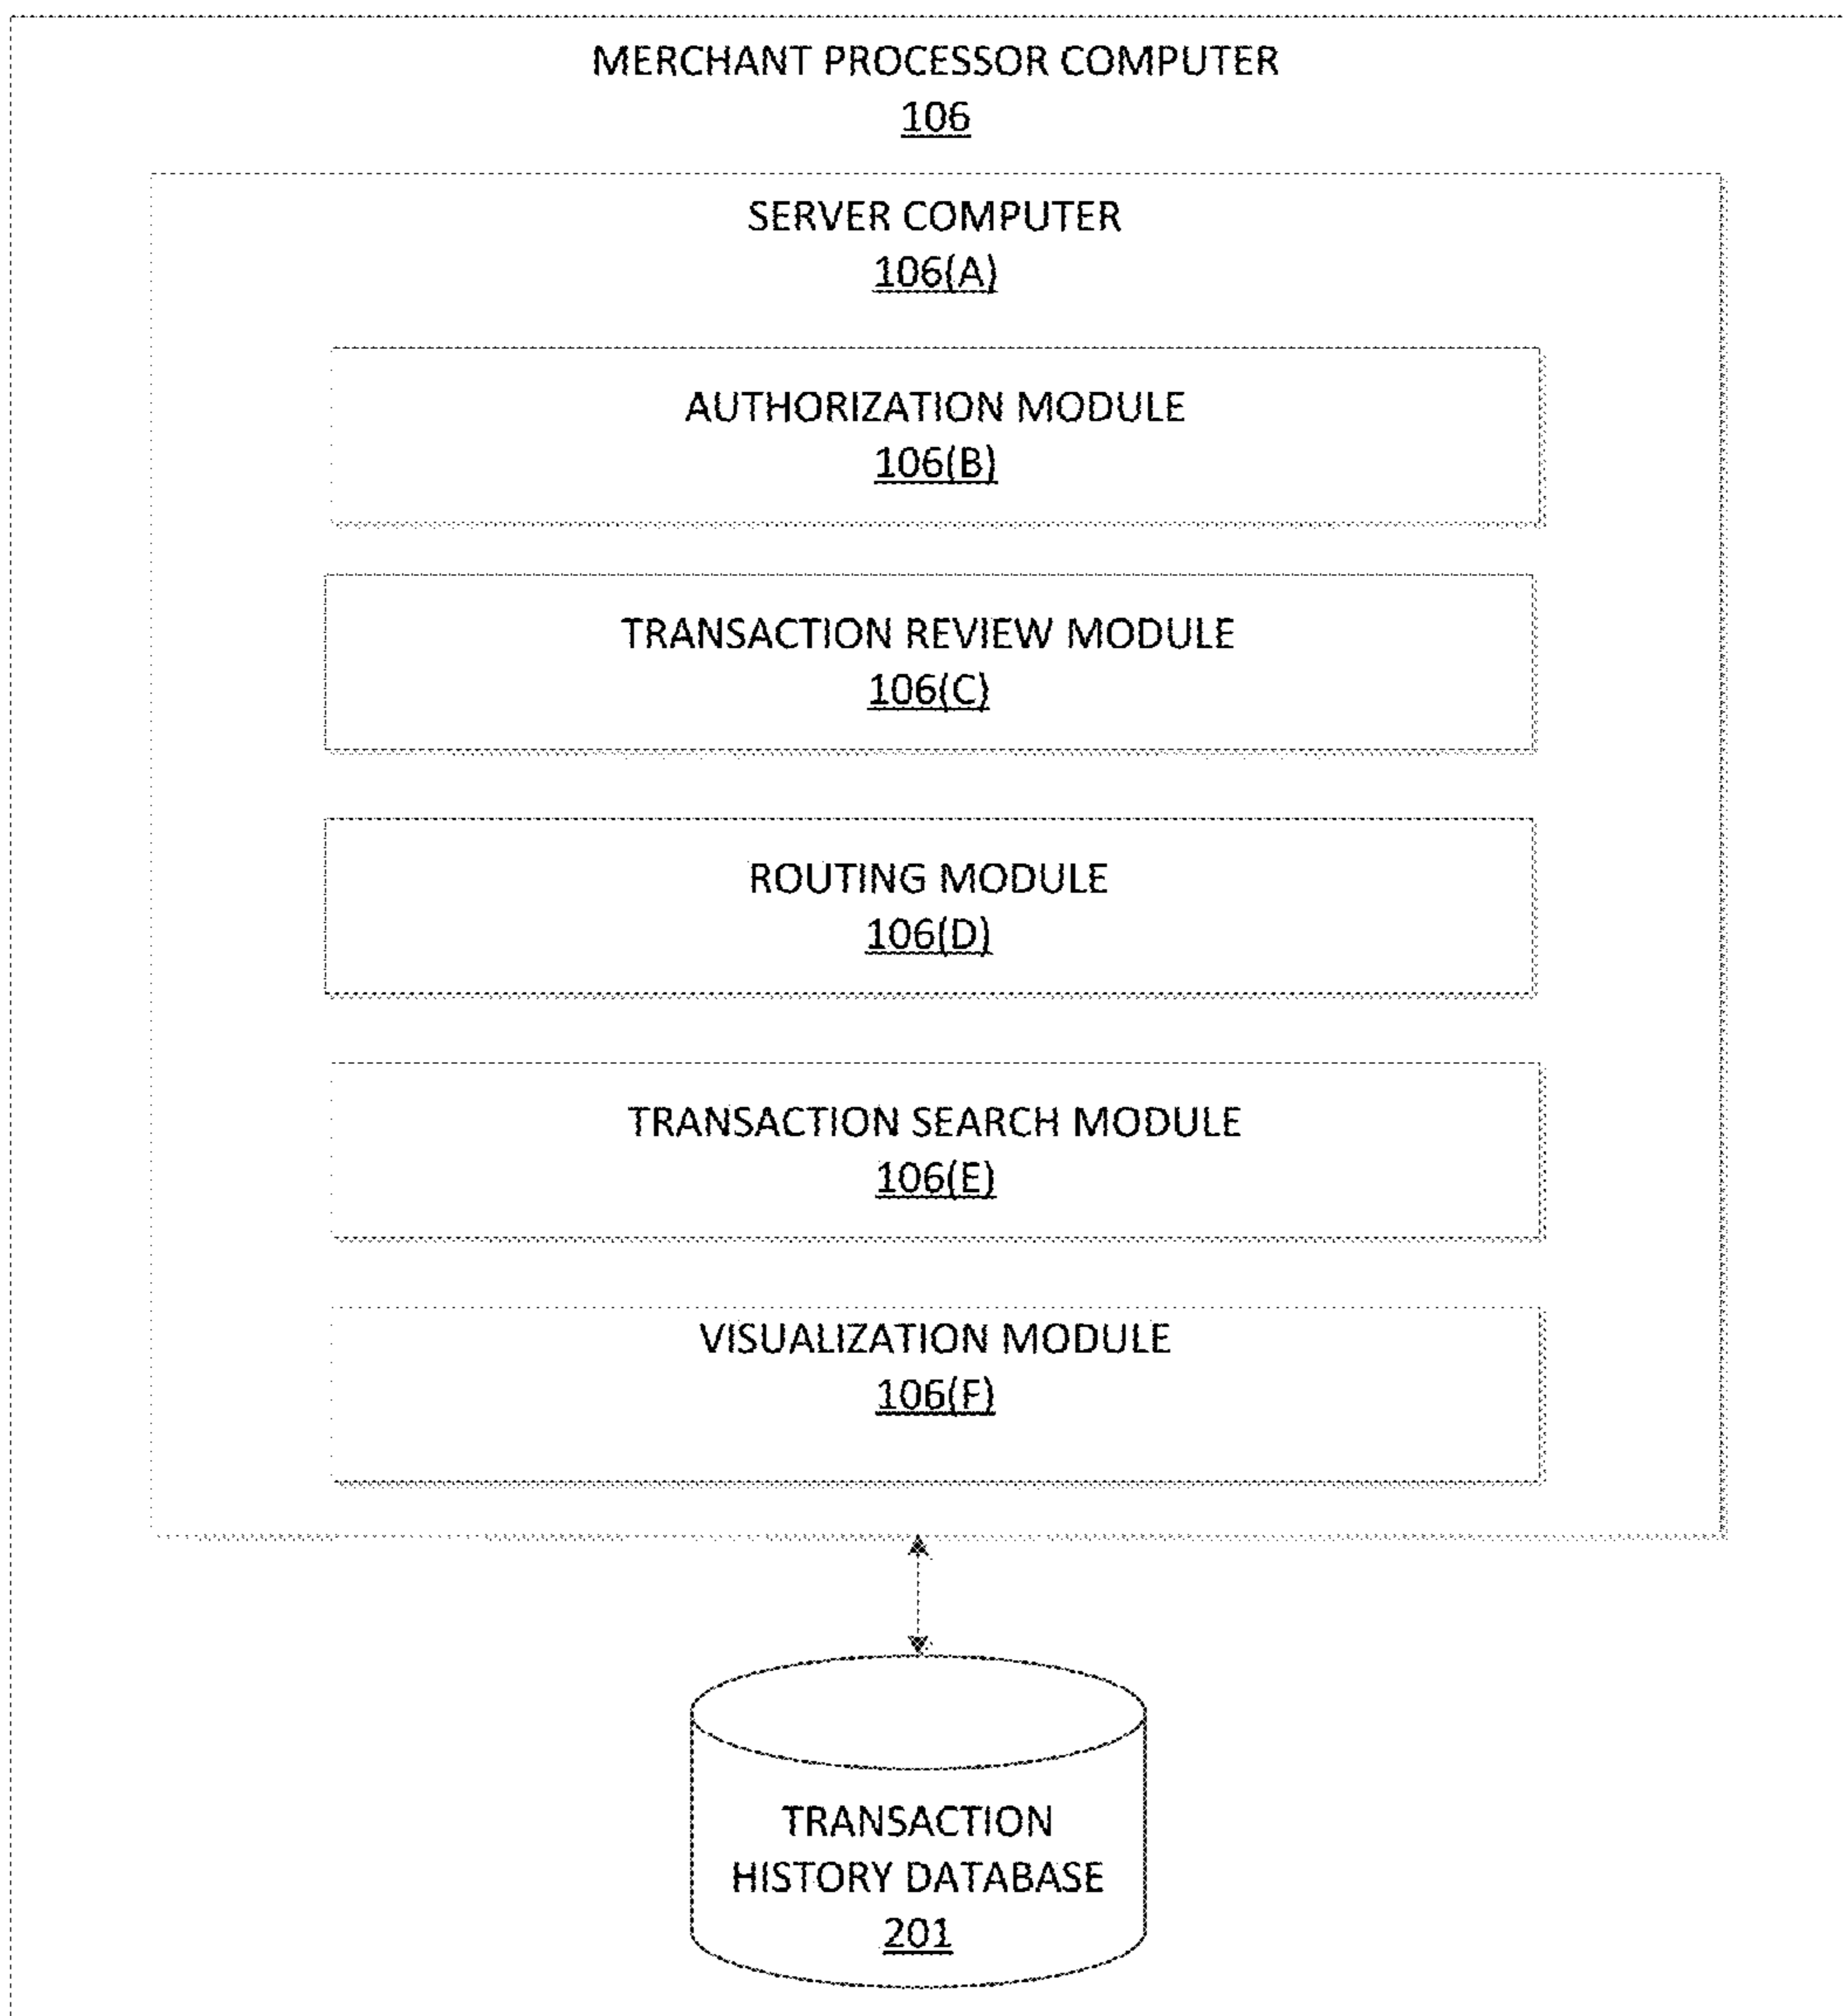 MERCHANT PROCESSOR COMPUTER
106
SERVER COMPUTER
106(A)
AUTHORIZATION MODULE
106(B)
TRANSACTION REVIEW MODULE
106(C)
ROUTING MODULE
106(D)
TRANSACTION SEARCH MODULE
106(E)
VISUALIZATION MODULE
106(F)
TRANSACTION
HISTORY DATABASE
201